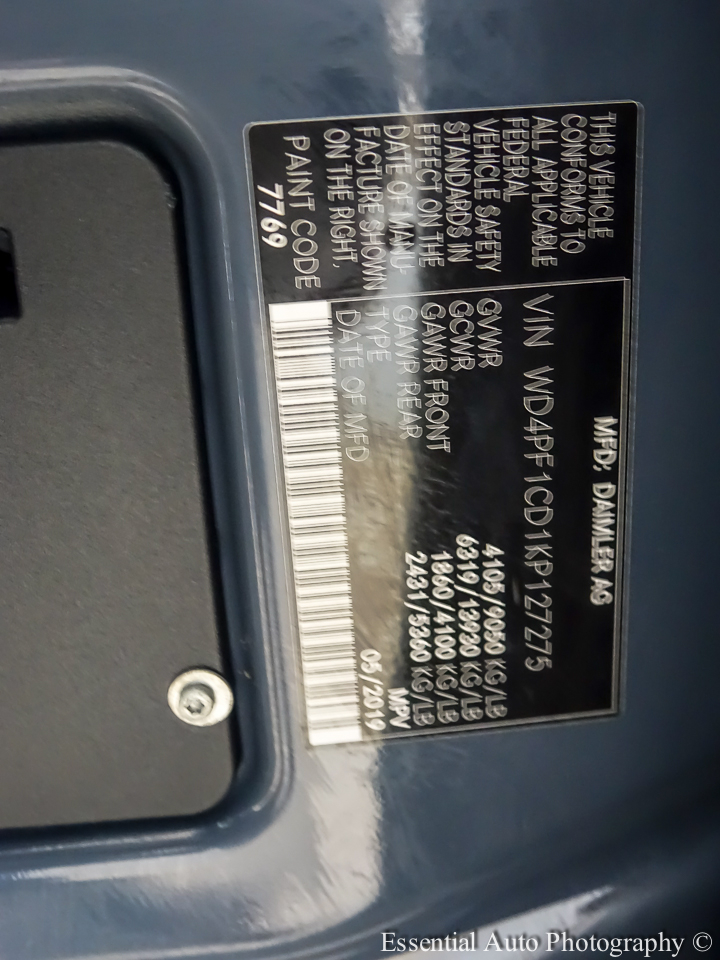 MFD: DAIMLER AG
THIS VEHICLE
CONFORMS TO
ALL APPLICABLE
FEDERAL
VEHICLE SAFETY
STANDARDS IN
EFFECT ON THE
DATE OF MANU-
FACTURE SHOWN
ON THE RIGHT,
PAINT CODE
7769
VIN WD4PF1CD1KP127275
GVWR 4105/9050 KG/LB
GCWR 6319/13930 KG/LB
GAWR FRONT 1860/4100 KG/LB
GAWR REAR 2431/5360 KG/LB
TYPE MPV
DATE OF MFD 05/2019
Essential Auto Photography ©